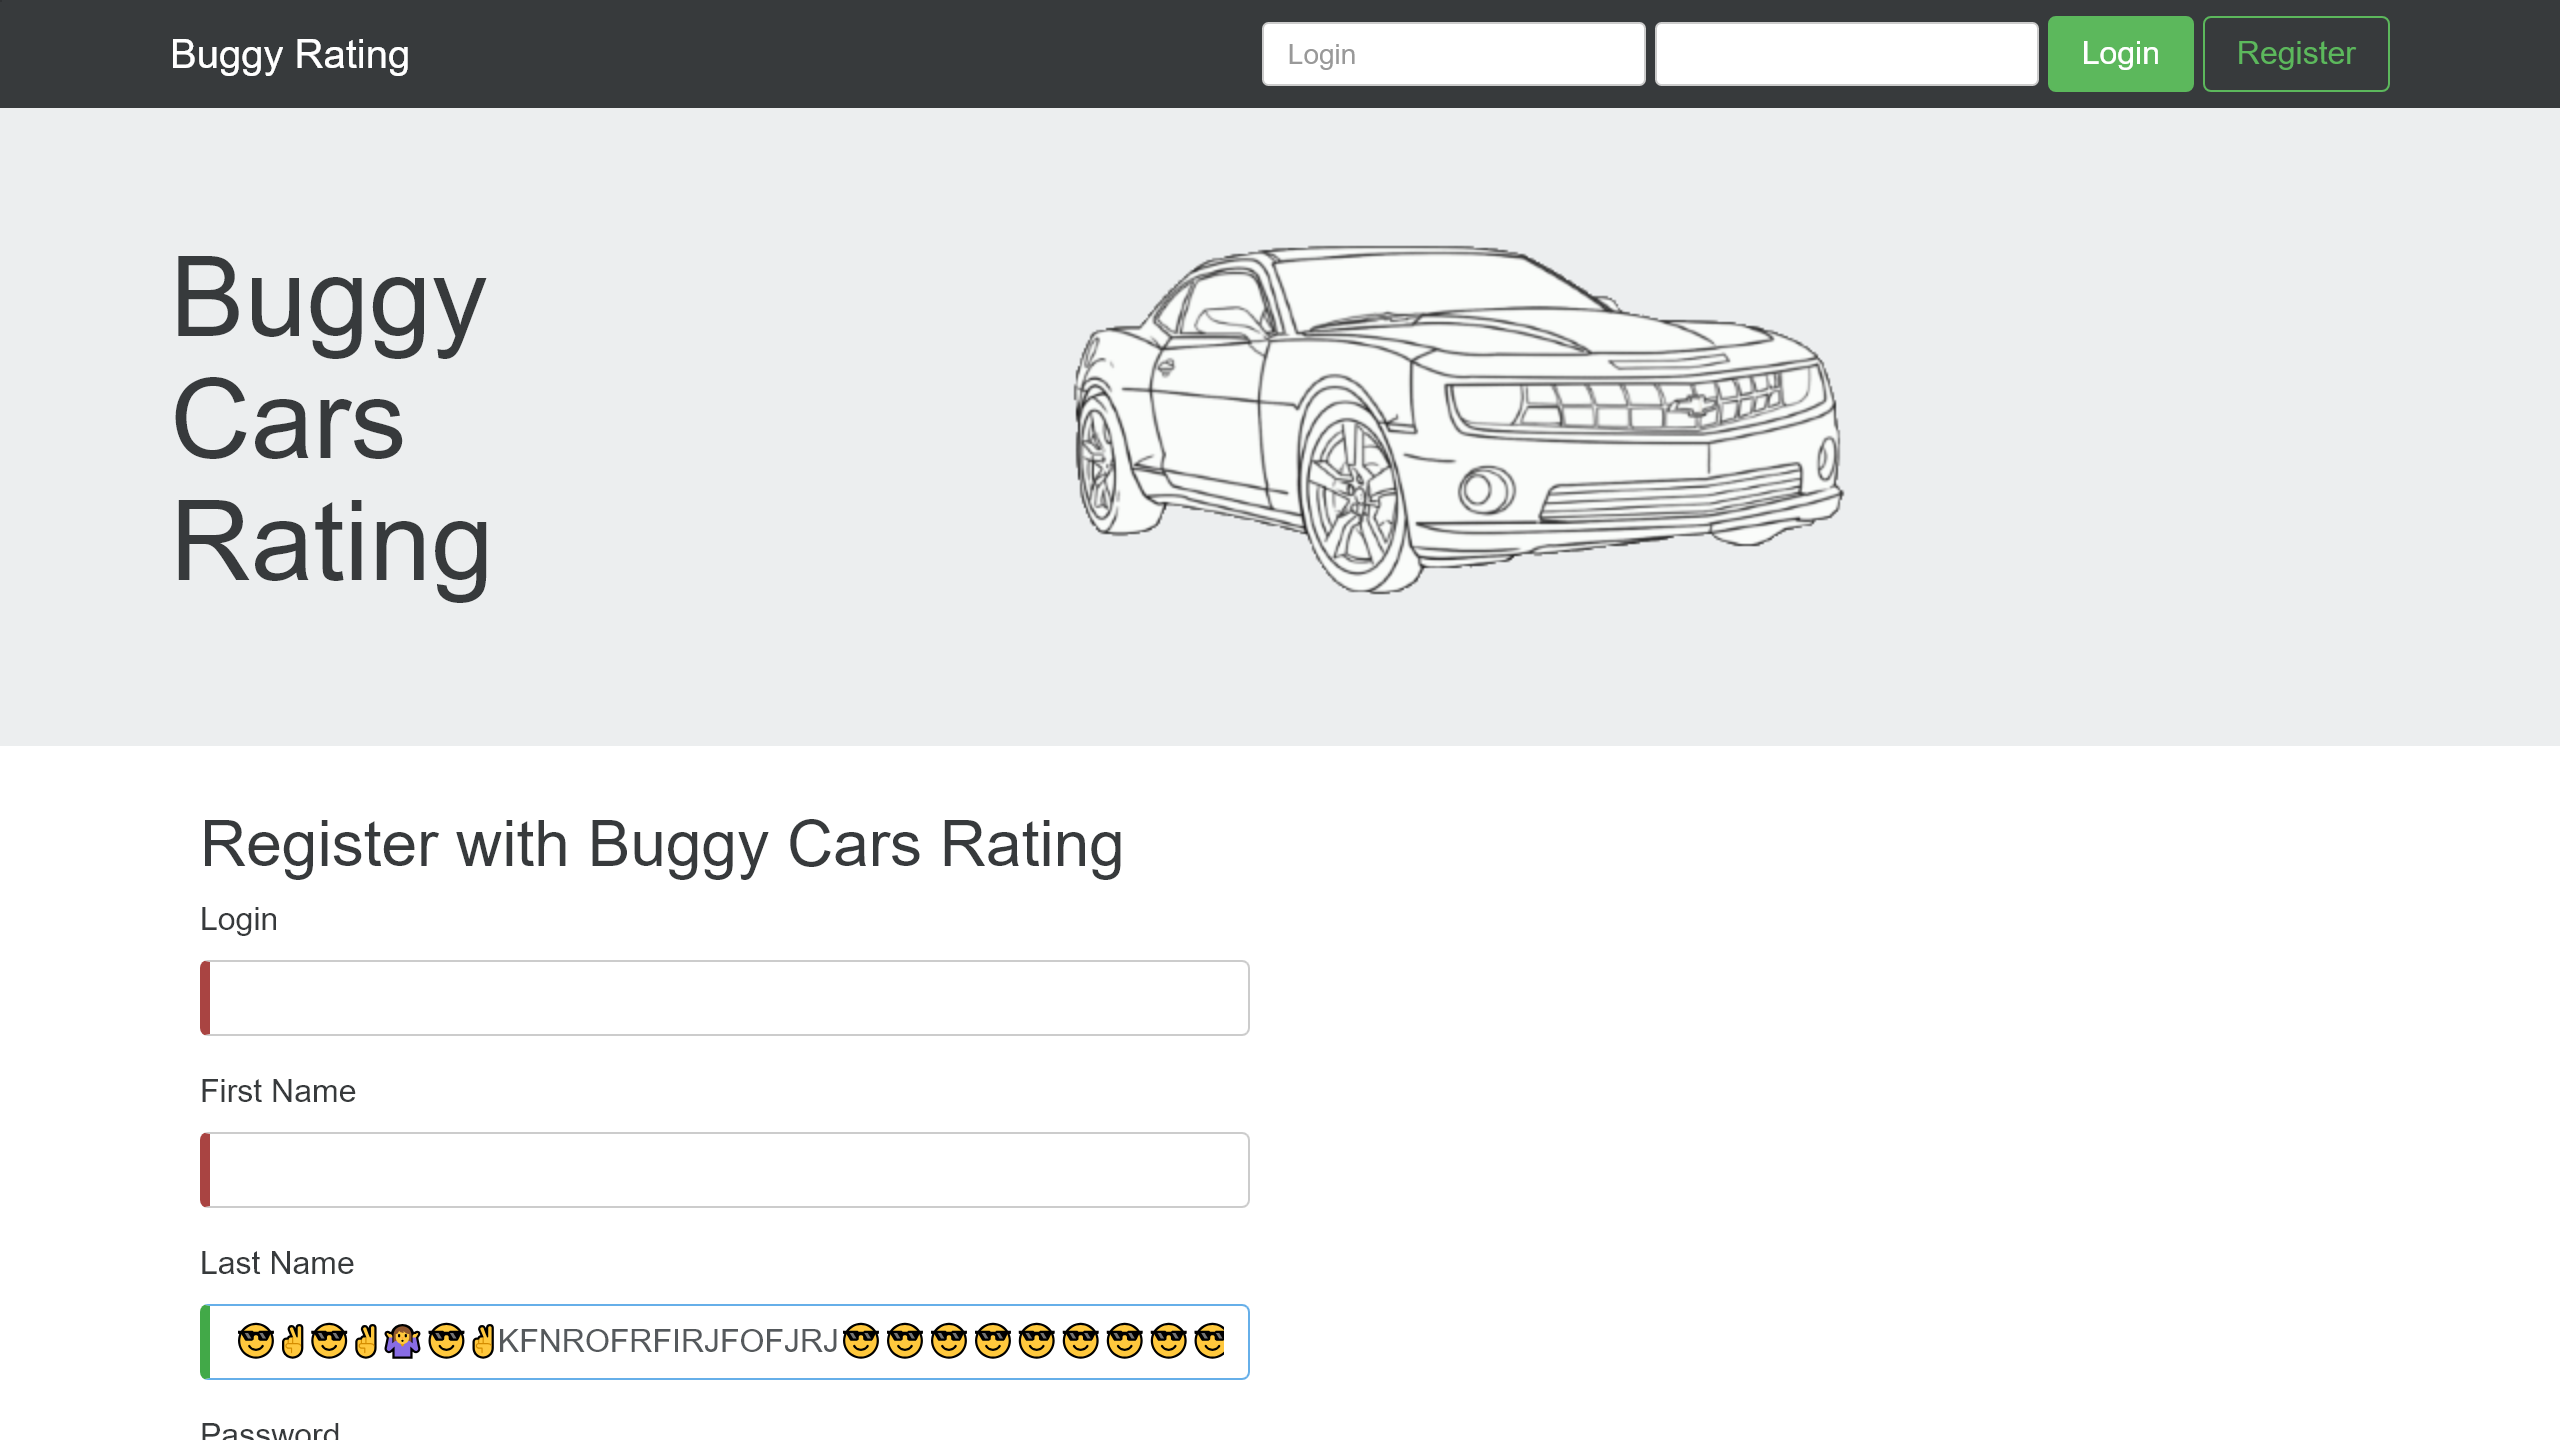 Buggy Rating
Login
Login
Register
Buggy
Cars
Rating
Register with Buggy Cars Rating
Login
First Name
Last Name
😎✌😎✌🤷‍♀️😎✌KFNROFRFIRJFOFJRJ😎😎😎😎😎😎😎😎😎
Password